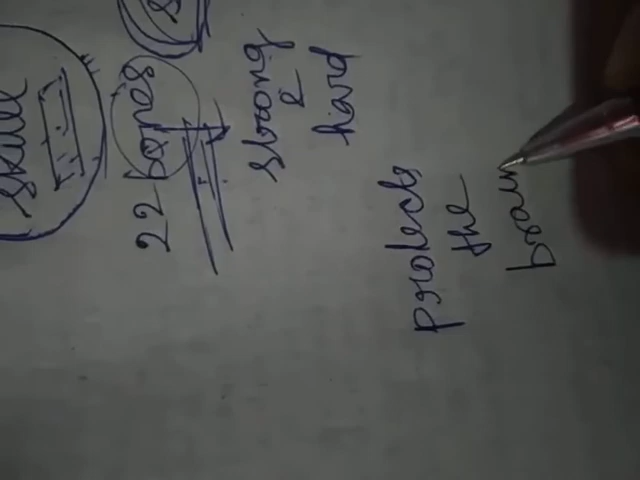 Skull
22 bones
strong
&
hard
protects
the
brain